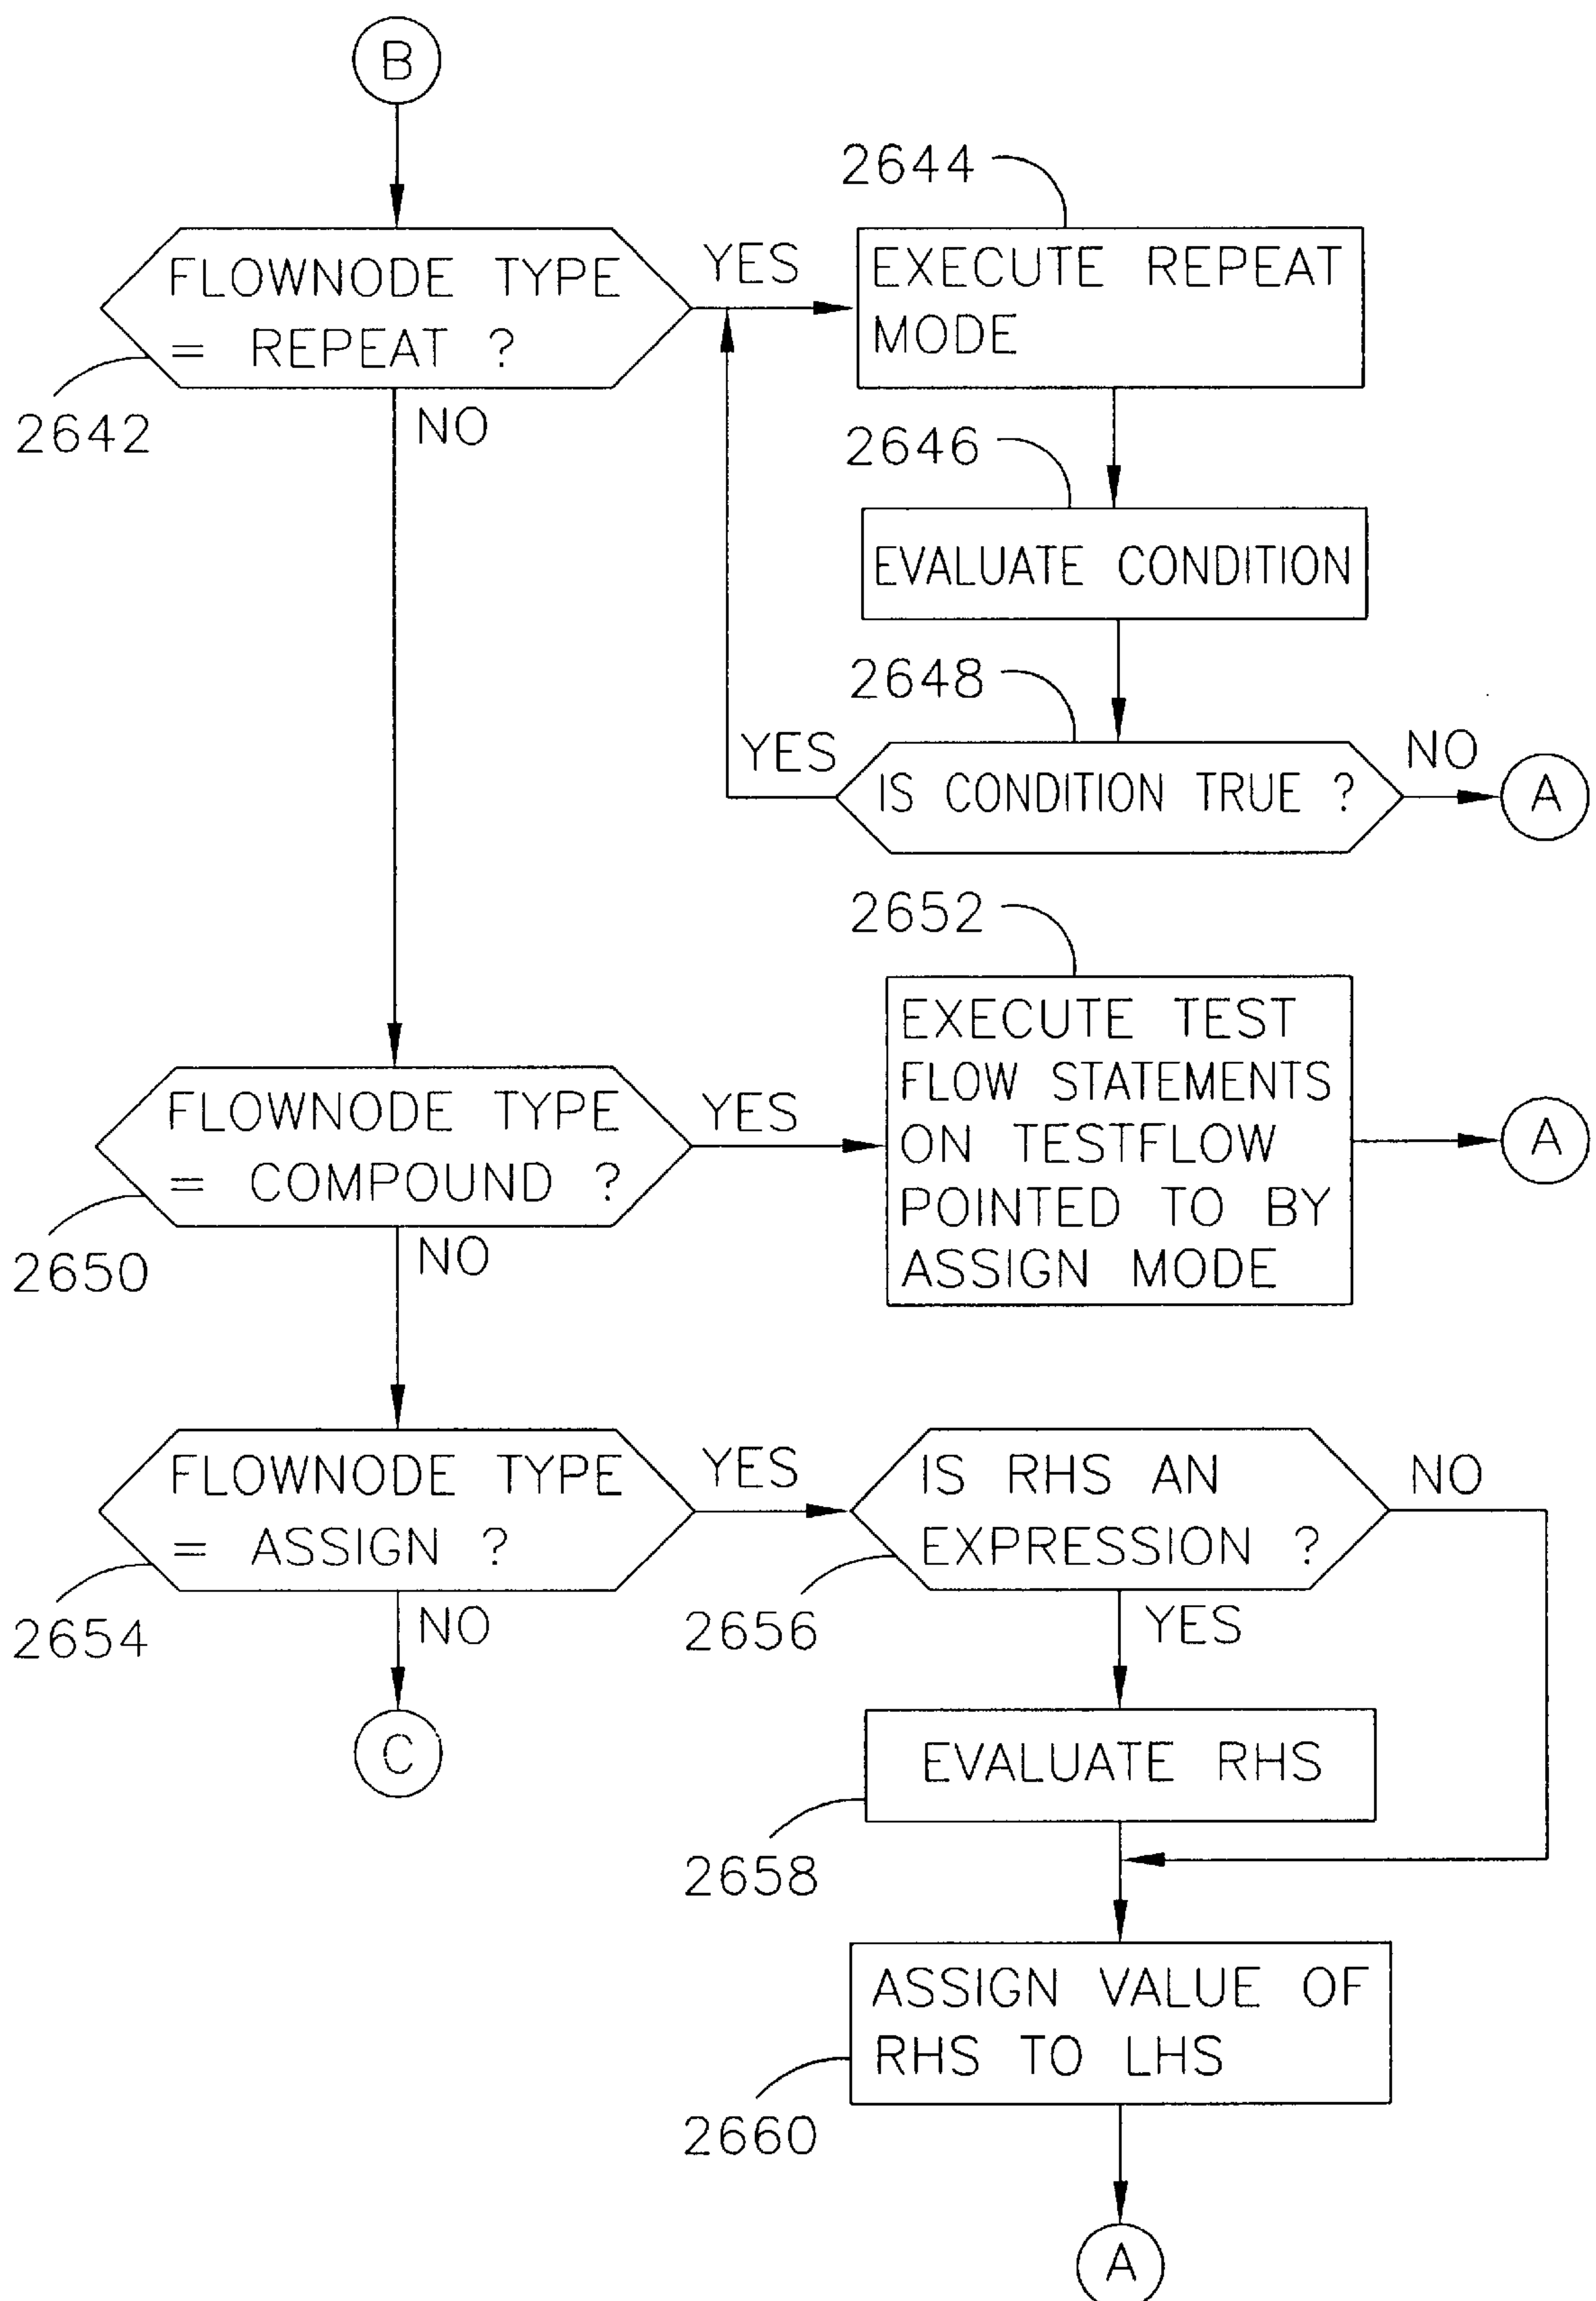 B
2644
FLOWNODE TYPE
= REPEAT ?
YES
EXECUTE REPEAT
MODE
2642
NO
2646
EVALUATE CONDITION
2648
YES
IS CONDITION TRUE ?
NO
A
2652
FLOWNODE TYPE
= COMPOUND ?
YES
EXECUTE TEST
FLOW STATEMENTS
ON TESTFLOW
POINTED TO BY
ASSIGN MODE
A
2650
NO
FLOWNODE TYPE
= ASSIGN ?
YES
IS RHS AN
EXPRESSION ?
NO
2654
NO
2656
YES
C
EVALUATE RHS
2658
ASSIGN VALUE OF
RHS TO LHS
2660
A